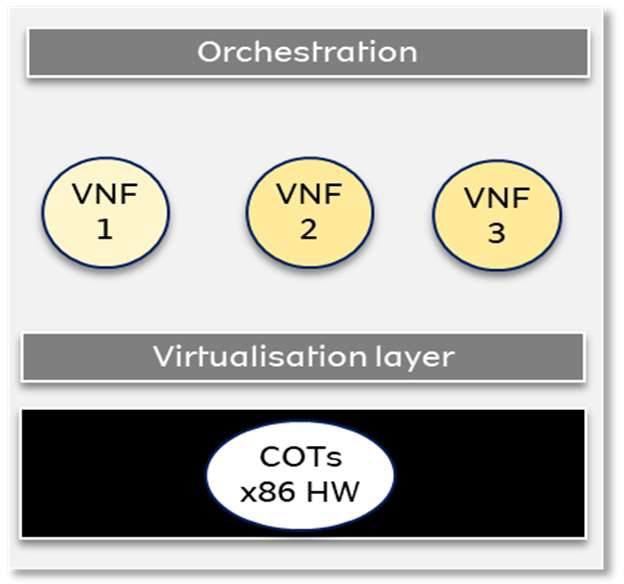 Orchestration
VNF
1
VNF
2
VNF
3
Virtualisation layer
COTs
x86 HW